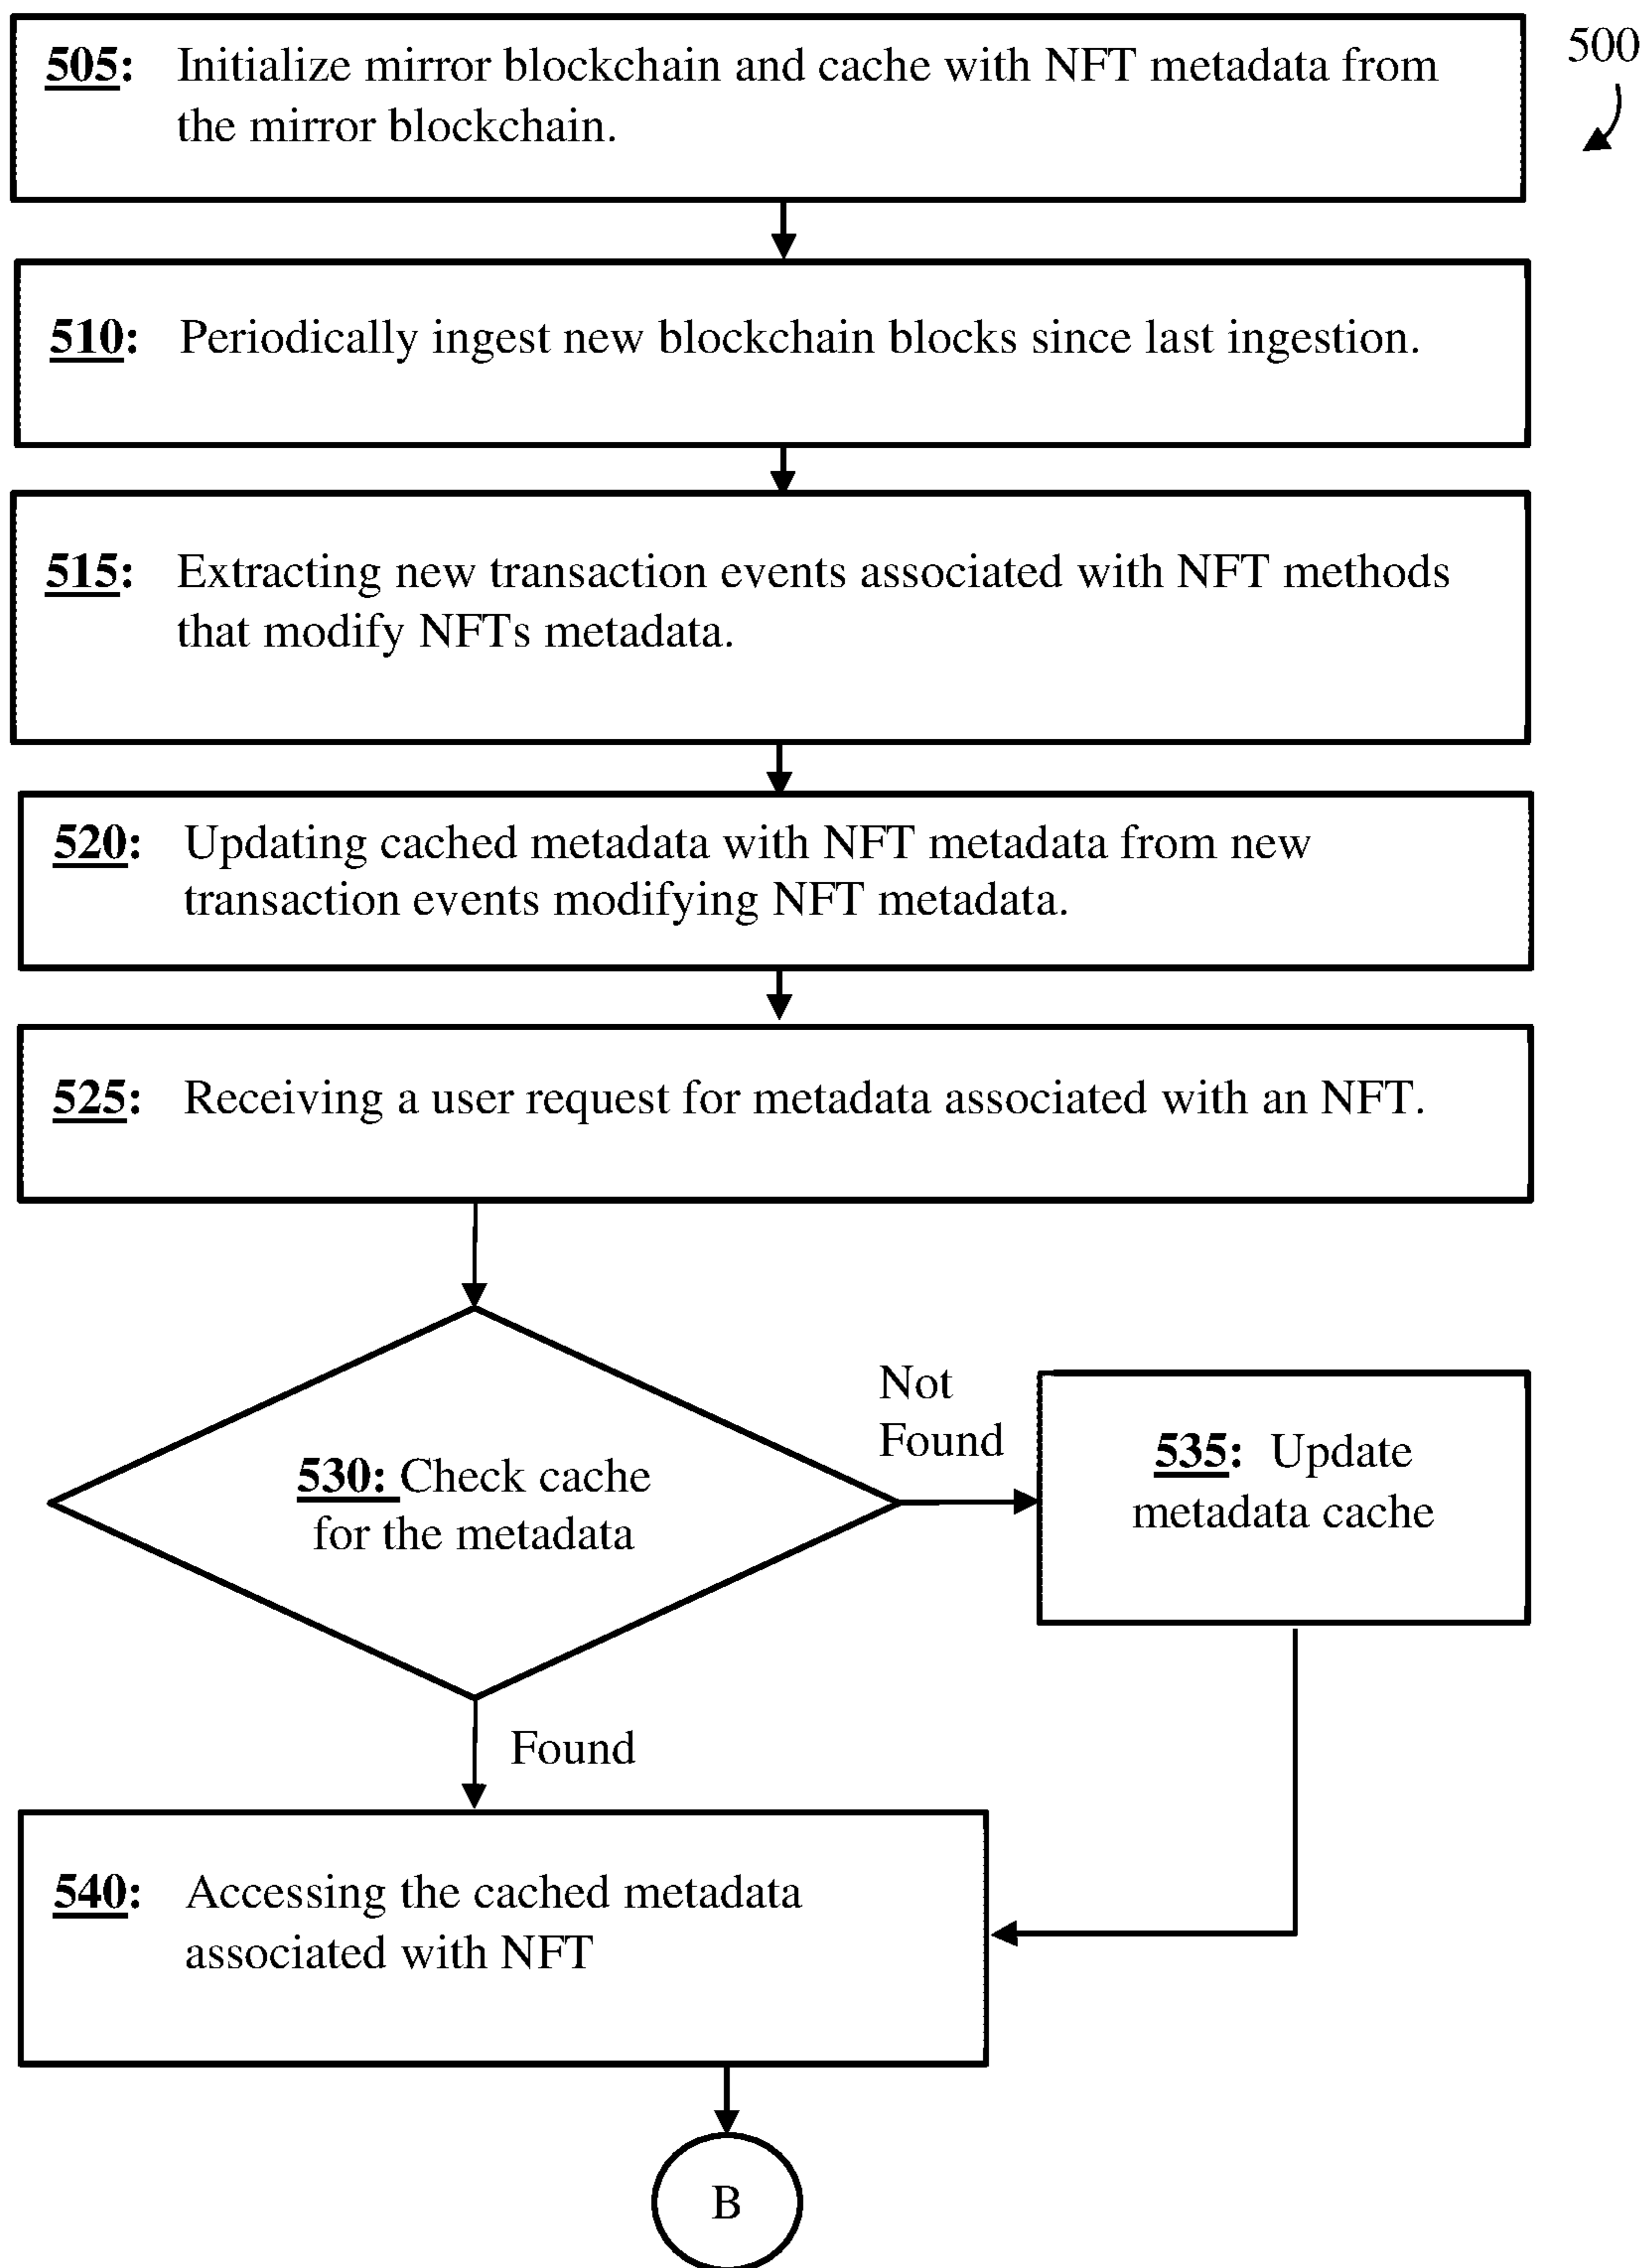 500
505: Initialize mirror blockchain and cache with NFT metadata from
the mirror blockchain.
510: Periodically ingest new blockchain blocks since last ingestion.
515: Extracting new transaction events associated with NFT methods
that modify NFTs metadata.
520: Updating cached metadata with NFT metadata from new
transaction events modifying NFT metadata.
525: Receiving a user request for metadata associated with an NFT.
530: Check cache
for the metadata
Not
Found
535: Update
metadata cache
Found
540: Accessing the cached metadata
associated with NFT
B